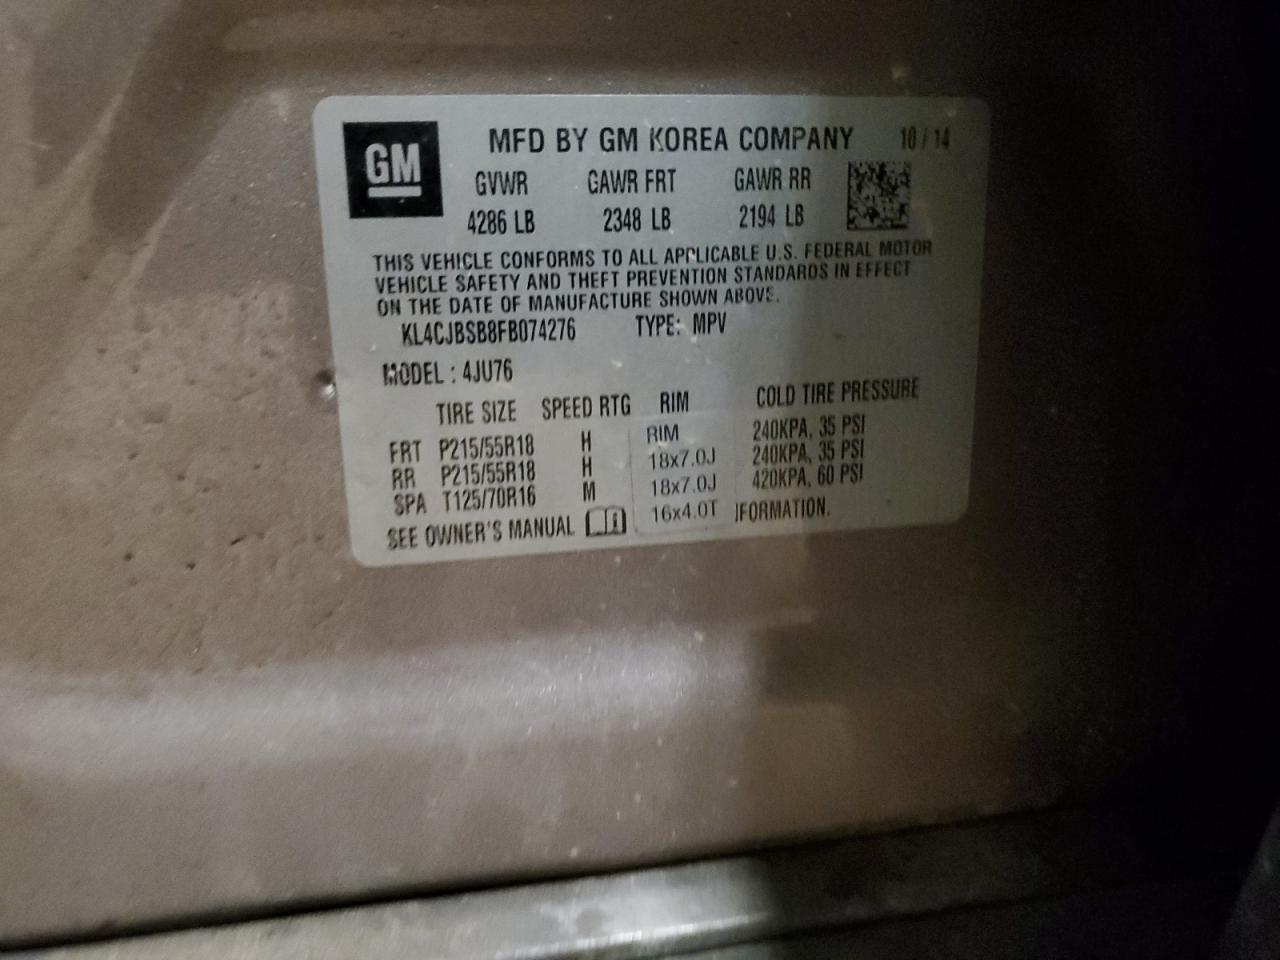 GM
MFD BY GM KOREA COMPANY 10 / 14
GVWR GAWR FRT GAWR RR
4286 LB 2348 LB 2194 LB
THIS VEHICLE CONFORMS TO ALL APPLICABLE U.S. FEDERAL MOTOR
VEHICLE SAFETY AND THEFT PREVENTION STANDARDS IN EFFECT
ON THE DATE OF MANUFACTURE SHOWN ABOVE.
KL4CJBSB8FB074276 TYPE: MPV
MODEL : 4JU76
TIRE SIZE SPEED RTG RIM COLD TIRE PRESSURE
RIM
FRT P215/55R18 H 18x7.0J 240KPA, 35 PSI
RR P215/55R18 H 18x7.0J 240KPA, 35 PSI
SPA T125/70R16 M 16x4.0T 420KPA, 60 PSI
SEE OWNER'S MANUAL IFORMATION.